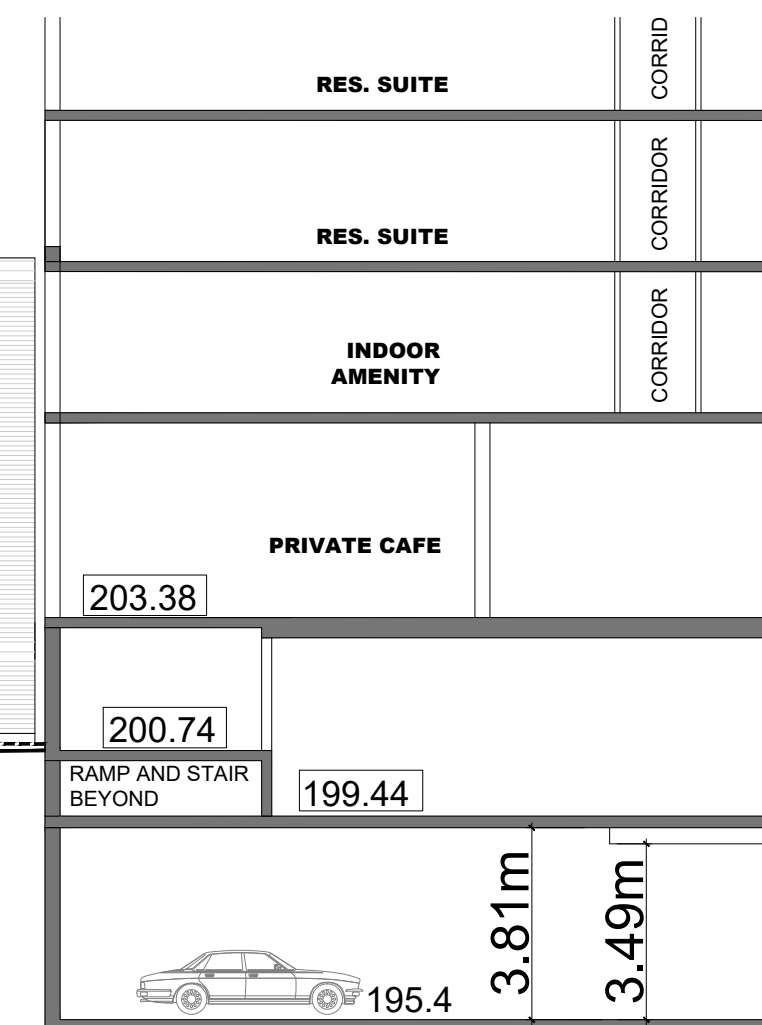 CORRID
RES. SUITE
CORRIDOR
RES. SUITE
CORRIDOR
INDOOR
AMENITY
PRIVATE CAFE
203.38
200.74
RAMP AND STAIR
BEYOND
199.44
3.81m
3.49m
195.4